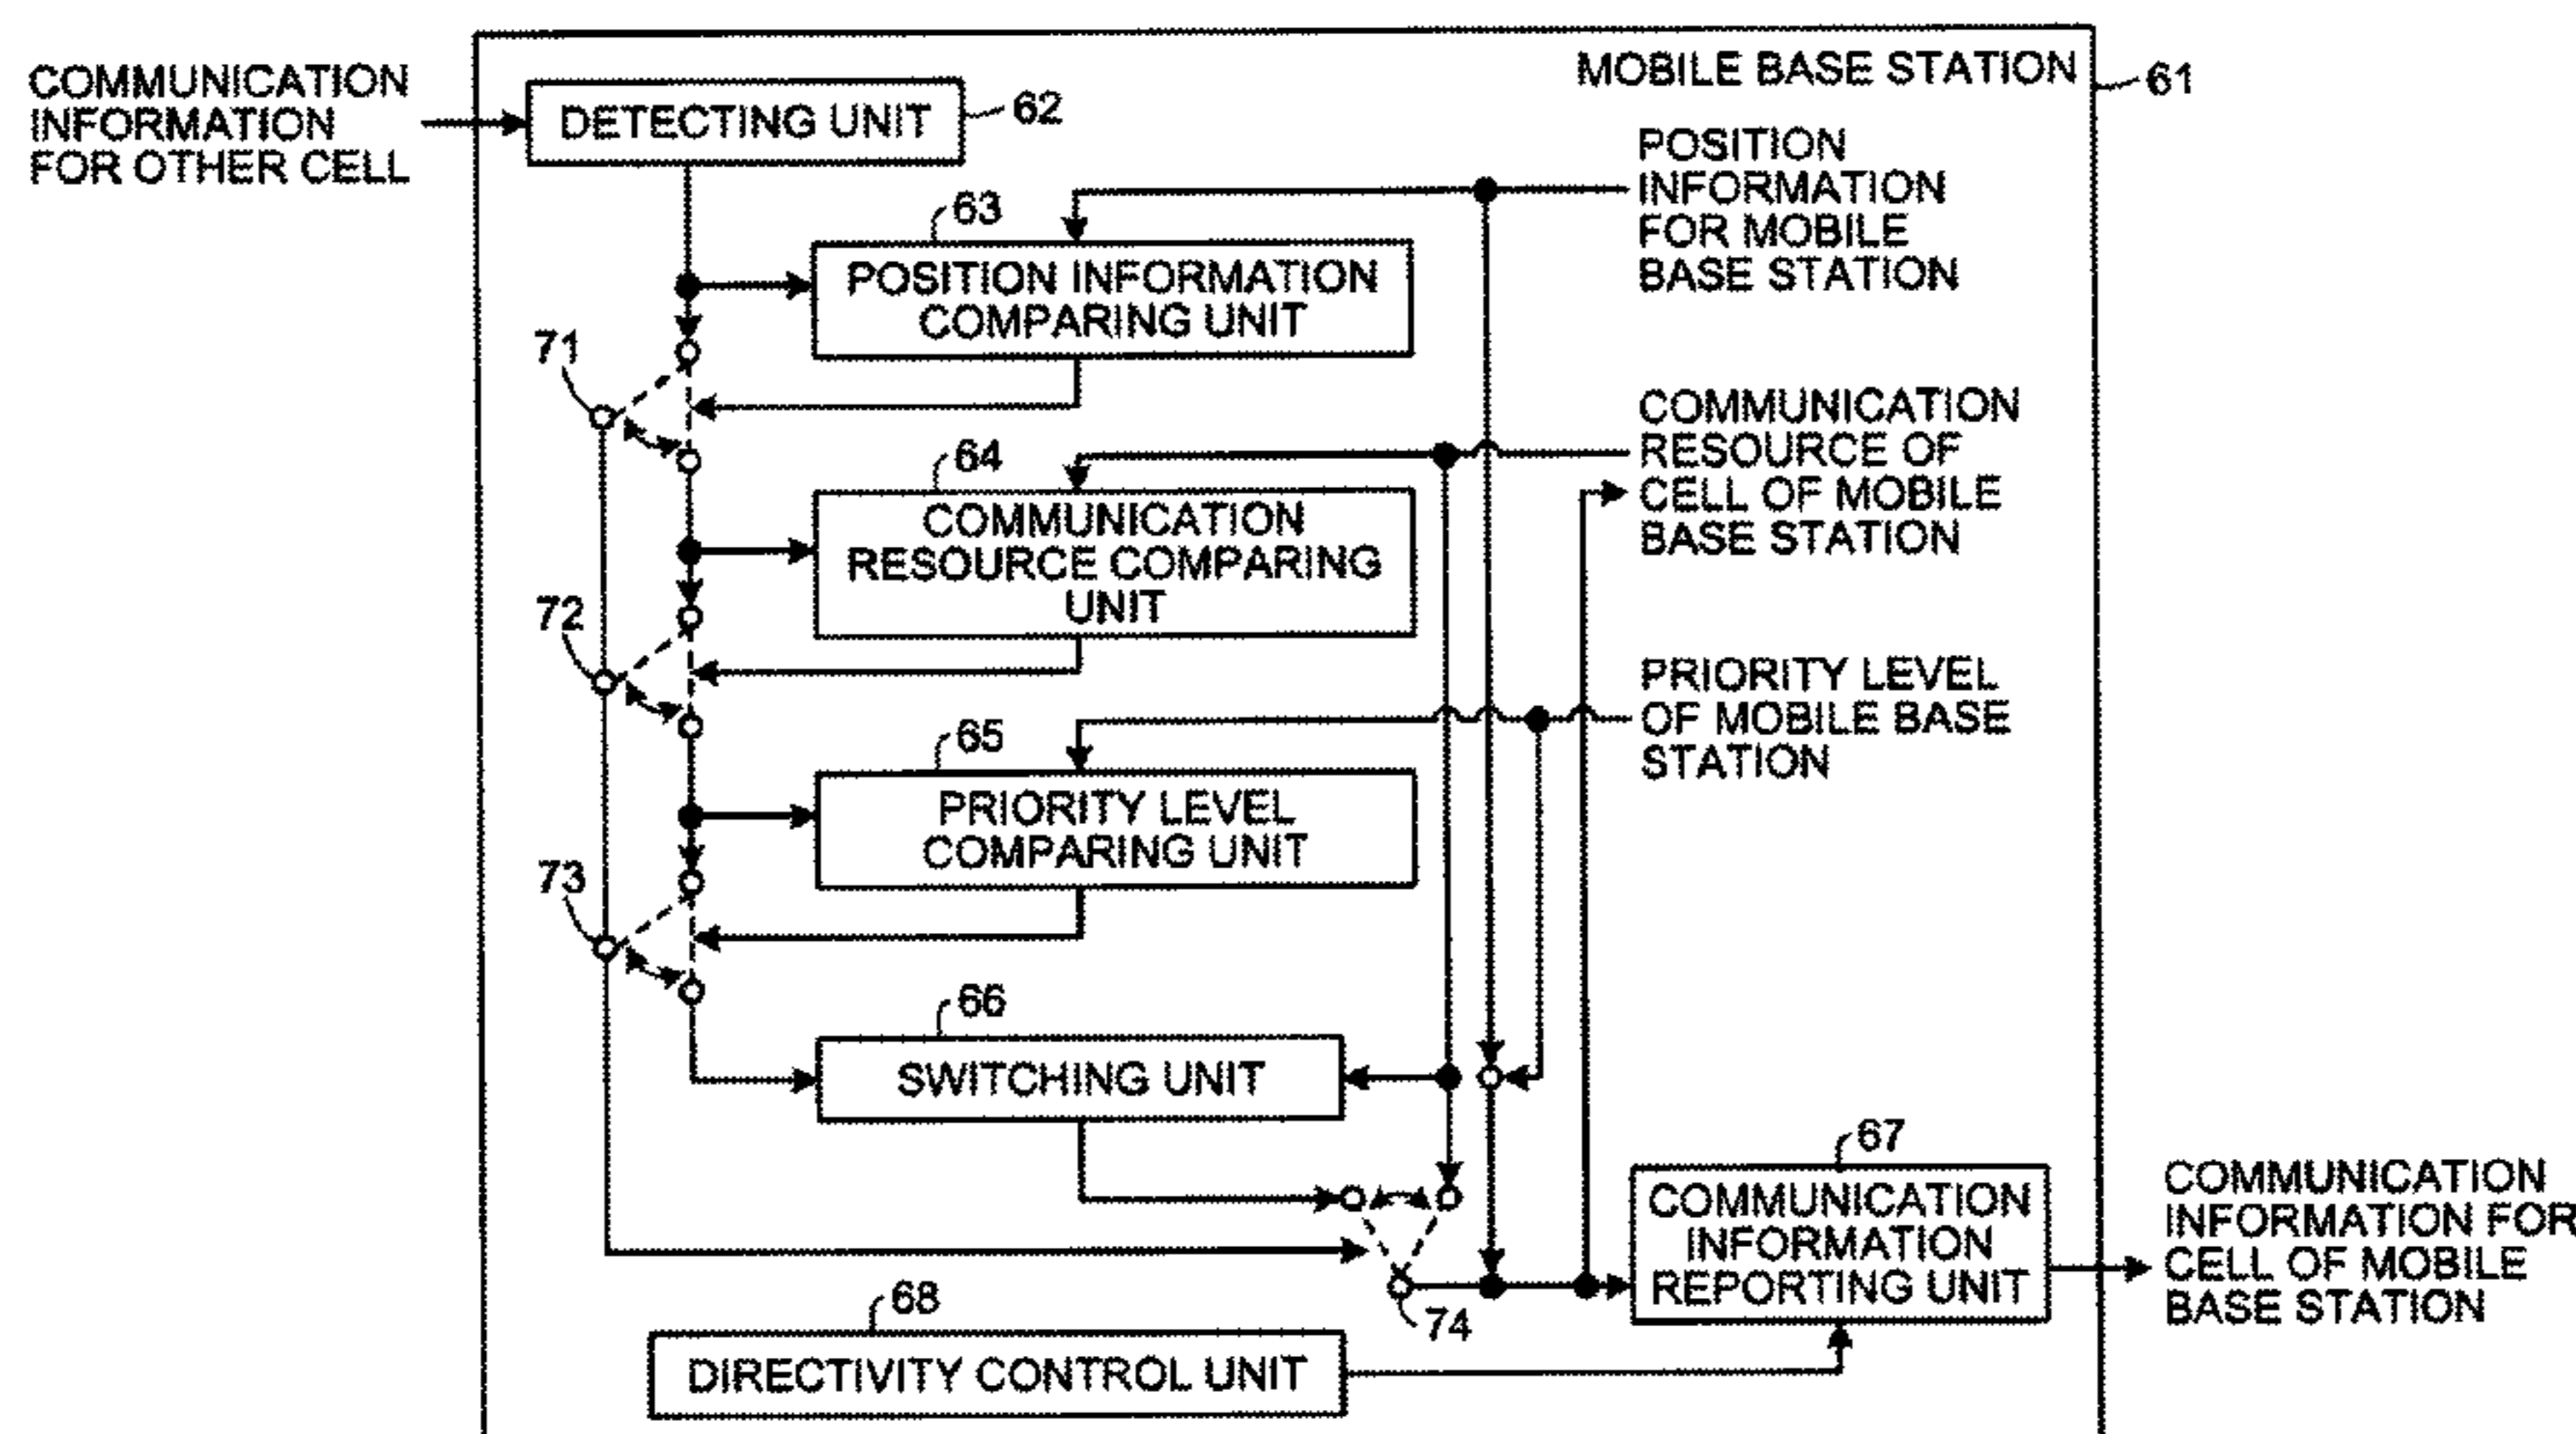 MOBILE BASE STATION
61
COMMUNICATION
INFORMATION
FOR OTHER CELL
DETECTING UNIT
62
POSITION
INFORMATION
FOR MOBILE
BASE STATION
63
POSITION INFORMATION
COMPARING UNIT
71
COMMUNICATION
RESOURCE OF
CELL OF MOBILE
BASE STATION
64
COMMUNICATION
RESOURCE COMPARING
UNIT
72
PRIORITY LEVEL
OF MOBILE BASE
STATION
65
PRIORITY LEVEL
COMPARING UNIT
73
66
SWITCHING UNIT
67
COMMUNICATION
INFORMATION
REPORTING UNIT
COMMUNICATION
INFORMATION FOR
CELL OF MOBILE
BASE STATION
74
68
DIRECTIVITY CONTROL UNIT